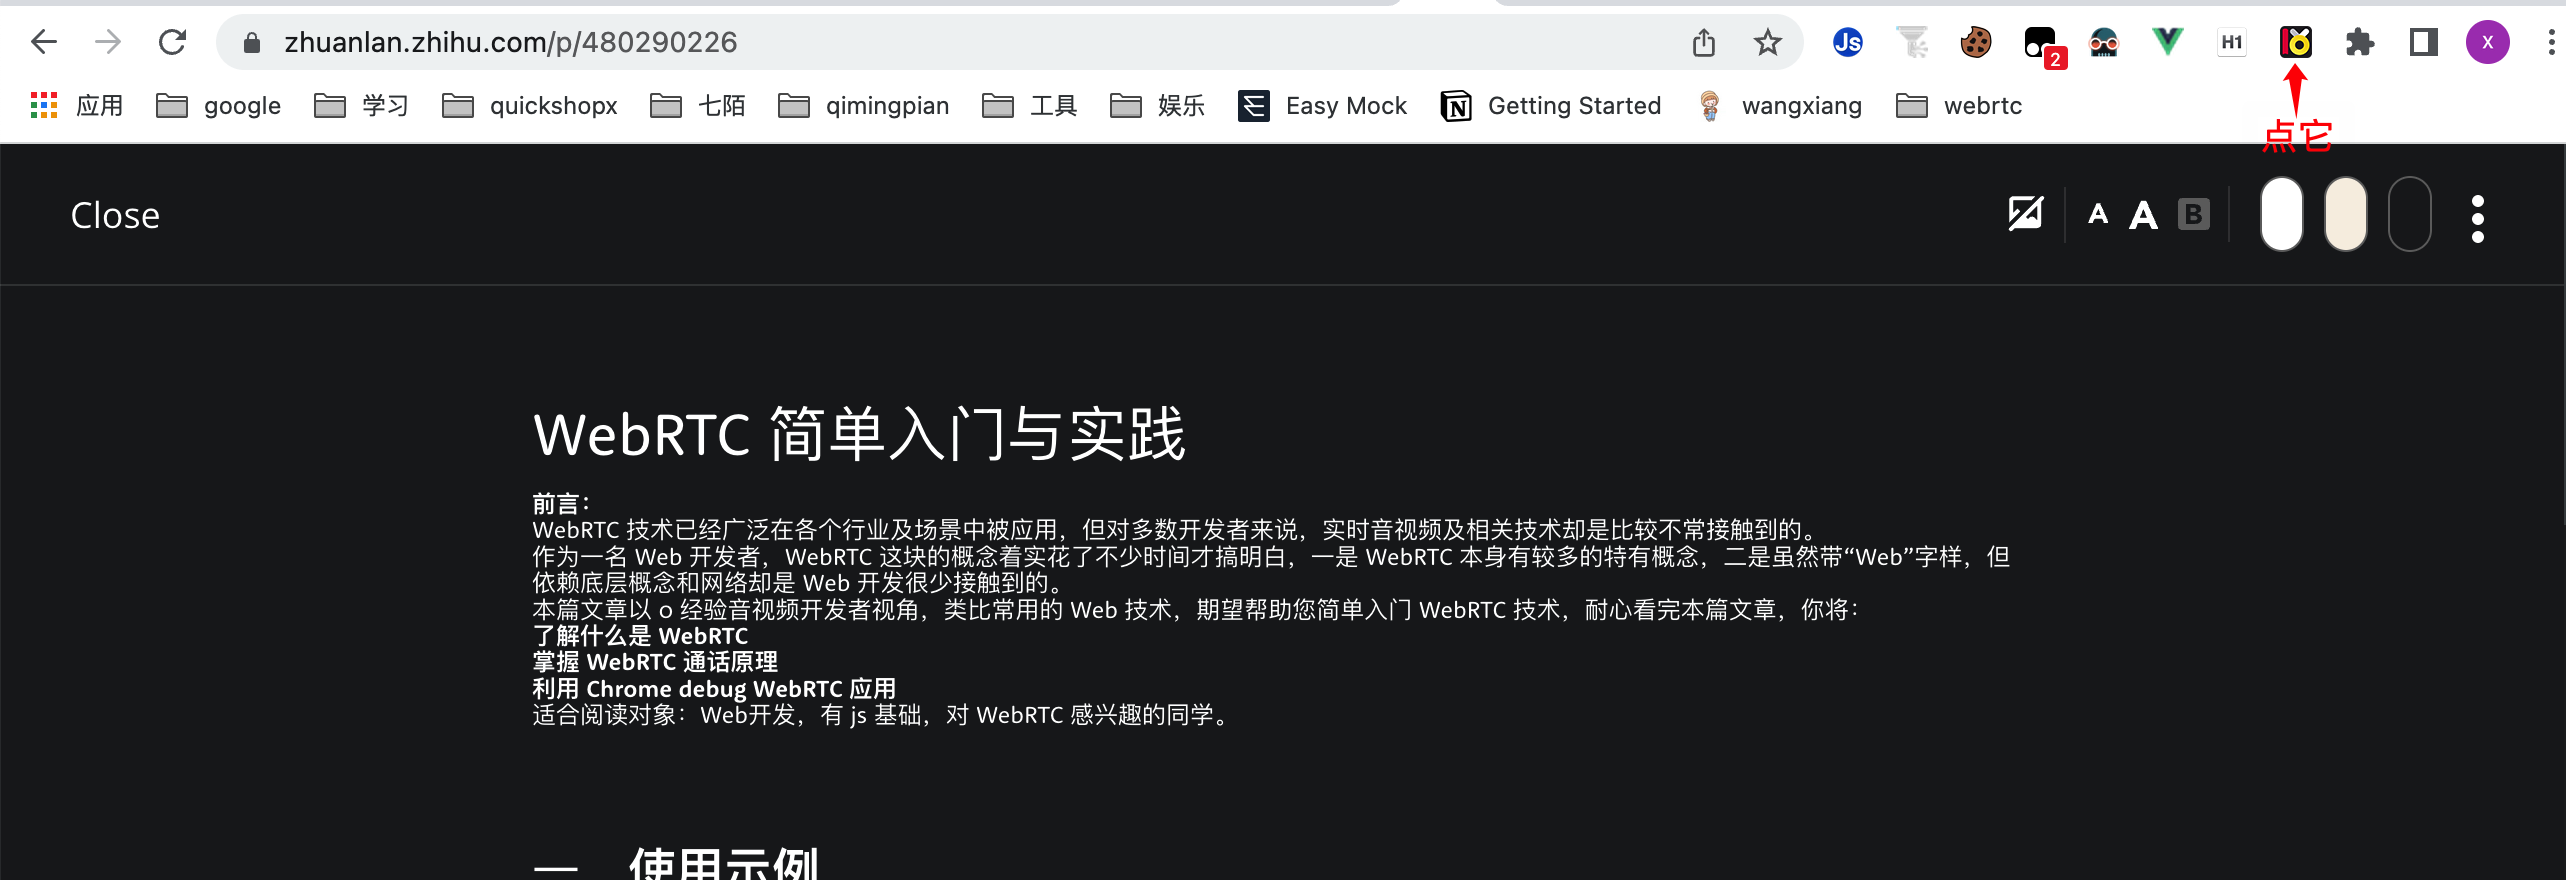 zhuanlan.zhihu.com/p/480290226
JS
2
H1
X
应用
google
学习
quickshopx
七陌
qimingpian
工具
娱乐
Easy Mock
Getting Started
wangxiang
webrtc
点它
Close
A A B
WebRTC 简单入门与实践
前言：
WebRTC 技术已经广泛在各个行业及场景中被应用，但对多数开发者来说，实时音视频及相关技术却是比较不常接触到的。
作为一名 Web 开发者，WebRTC 这块的概念着实花了不少时间才搞明白，一是 WebRTC 本身有较多的特有概念，二是虽然带“Web”字样，但
依赖底层概念和网络却是 Web 开发很少接触到的。
本篇文章以 0 经验音视频开发者视角，类比常用的 Web 技术，期望帮助您简单入门 WebRTC 技术，耐心看完本篇文章，你将：
了解什么是 WebRTC
掌握 WebRTC 通话原理
利用 Chrome debug WebRTC 应用
适合阅读对象：Web开发，有 js 基础，对 WebRTC 感兴趣的同学。
一 使用示例